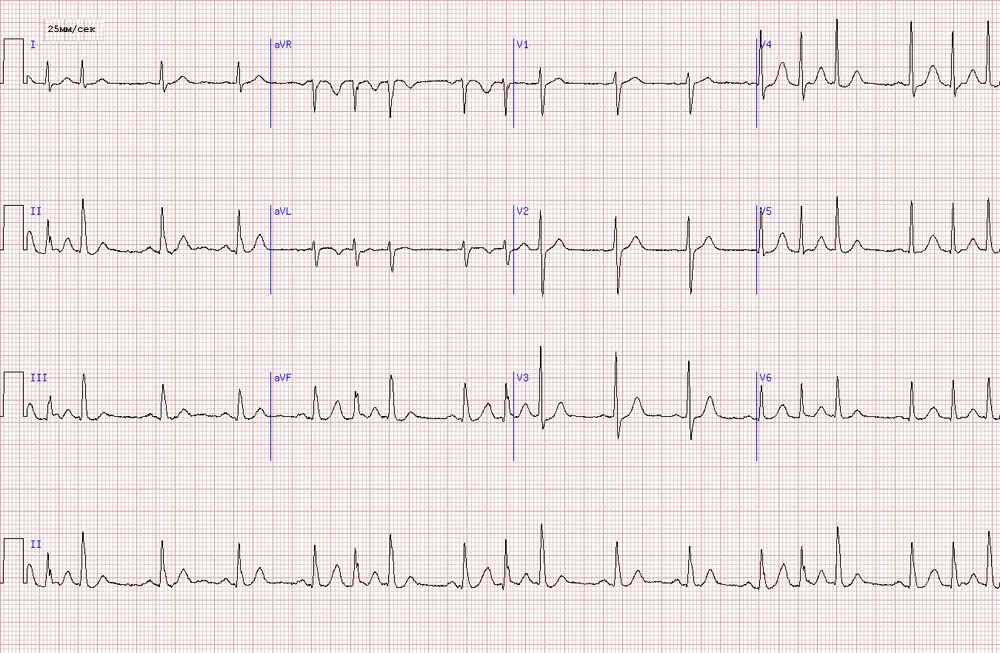 25мм/сек
I aVR V1 V4
II aVL V2 V5
III aVF V3 V6
II